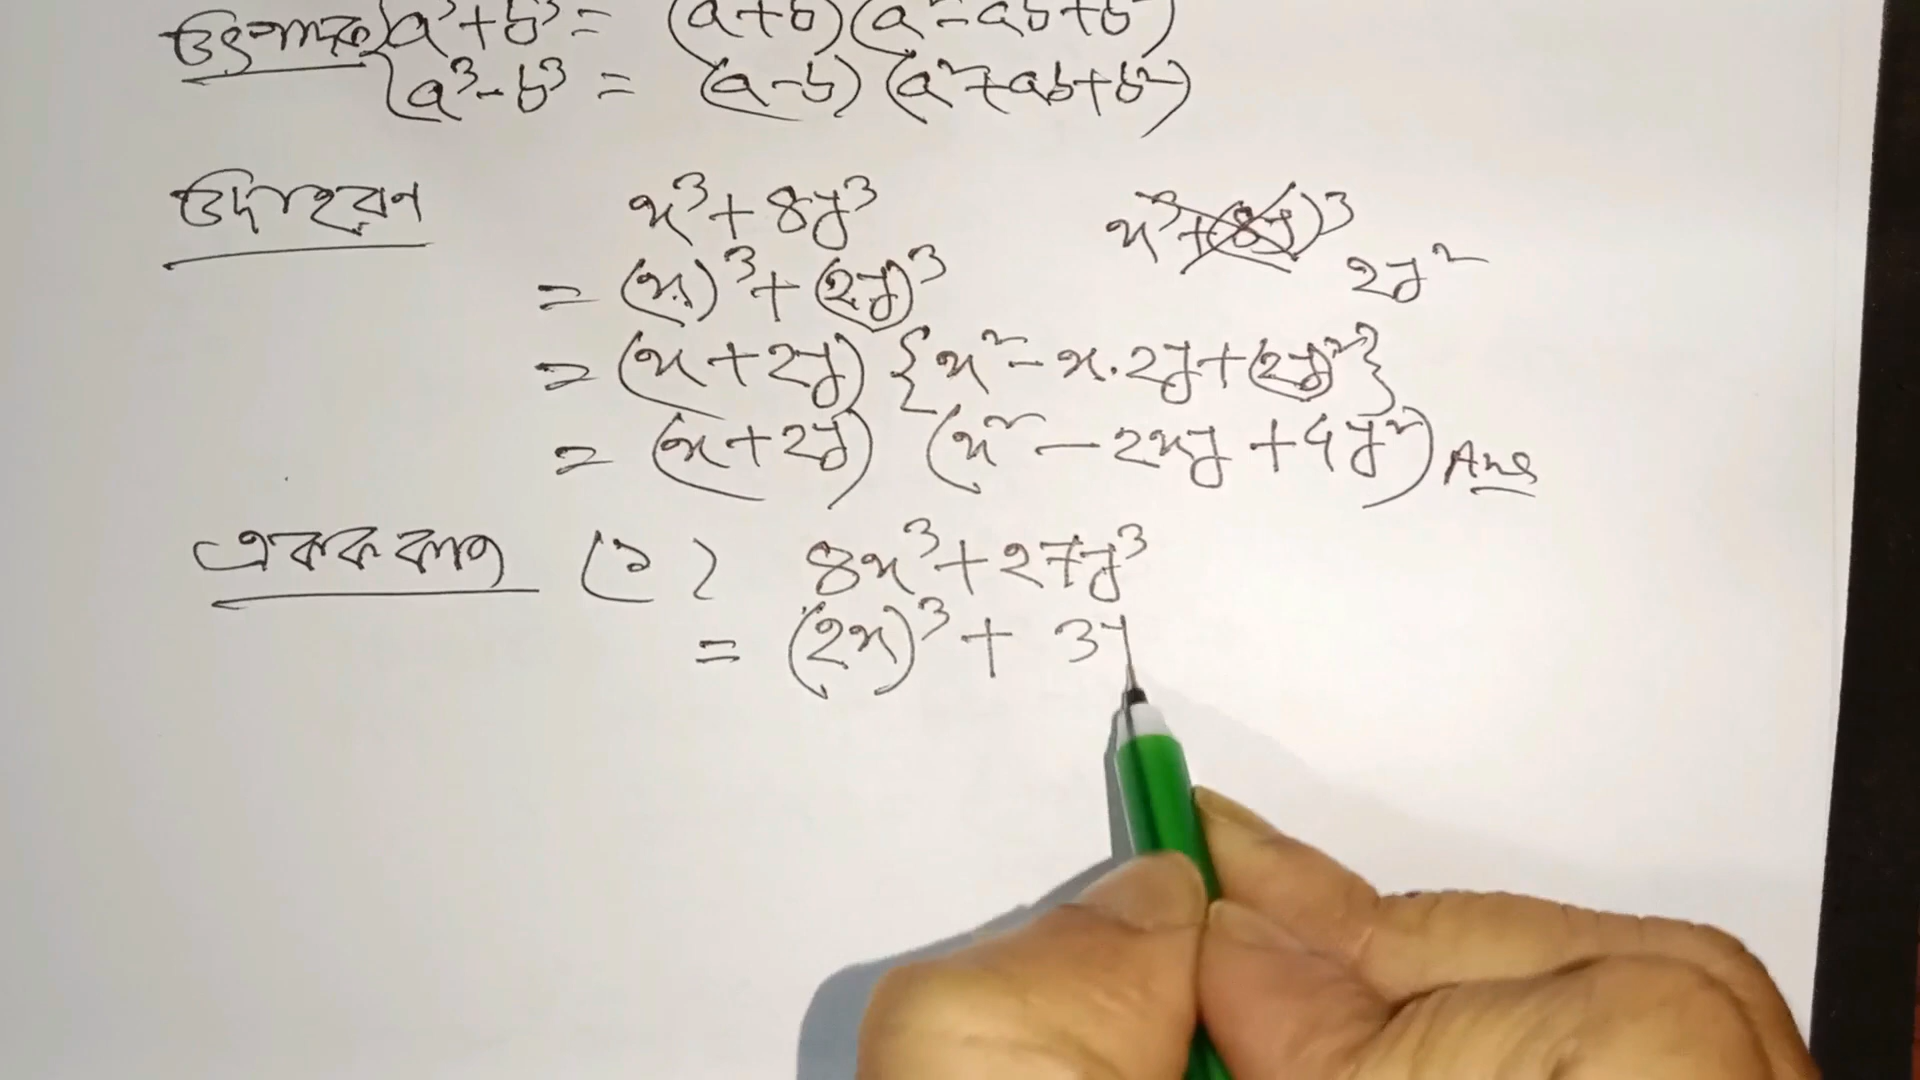 উৎপাদক a³+b³ = (a+b)(a²-ab+b²)
a³-b³ = (a-b)(a²+ab+b²)
উদাহরণ x³+8y³ x³+(8y)³
= (x)³+(2y)³ 2y²
= (x+2y) {x²-x.2y+(2y)²}
= (x+2y) (x²-2xy+4y²) Ans
একক কাজ (১) 8x³+27y³
= (2x)³ + 3y